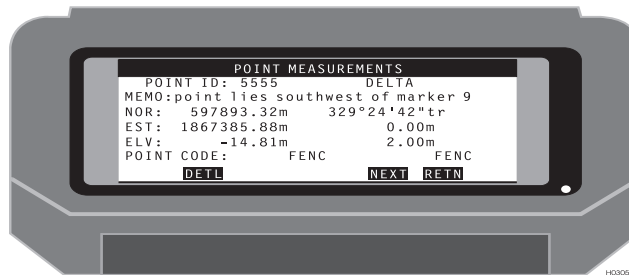 POINT MEASUREMENTS
POINT ID: 5555 DELTA
MEMO:point lies southwest of marker 9
NOR: 597893.32m 329°24'42"tr
EST: 1867385.88m 0.00m
ELV: -14.81m 2.00m
POINT CODE: FENC FENC
DETL NEXT RETN
H0305